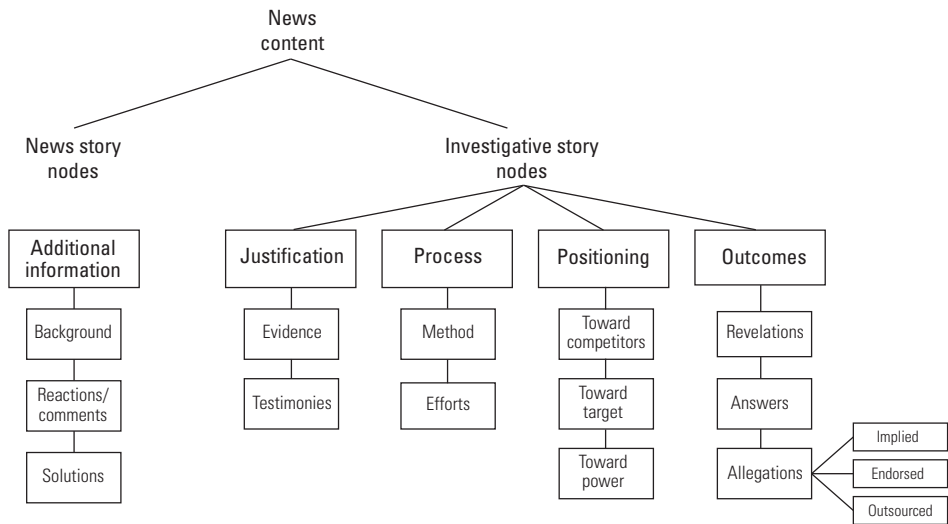 News
content
News story
nodes
Investigative story
nodes
Additional
information
Justification
Process
Positioning
Outcomes
Background
Evidence
Method
Toward
competitors
Revelations
Reactions/
comments
Testimonies
Efforts
Toward
target
Answers
Solutions
Toward
power
Allegations
Implied
Endorsed
Outsourced